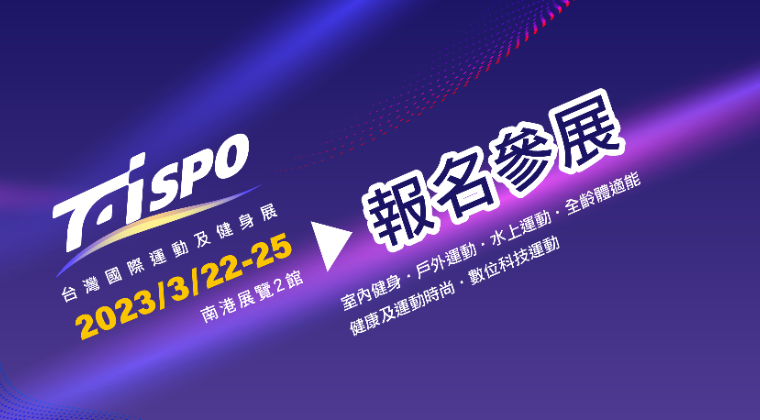 TAiSPO
台灣國際運動及健身展
2023/3/22-25
南港展覽2館
報名參展
室內健身・戶外運動・水上運動・全齡體適能
健康及運動時尚・數位科技運動